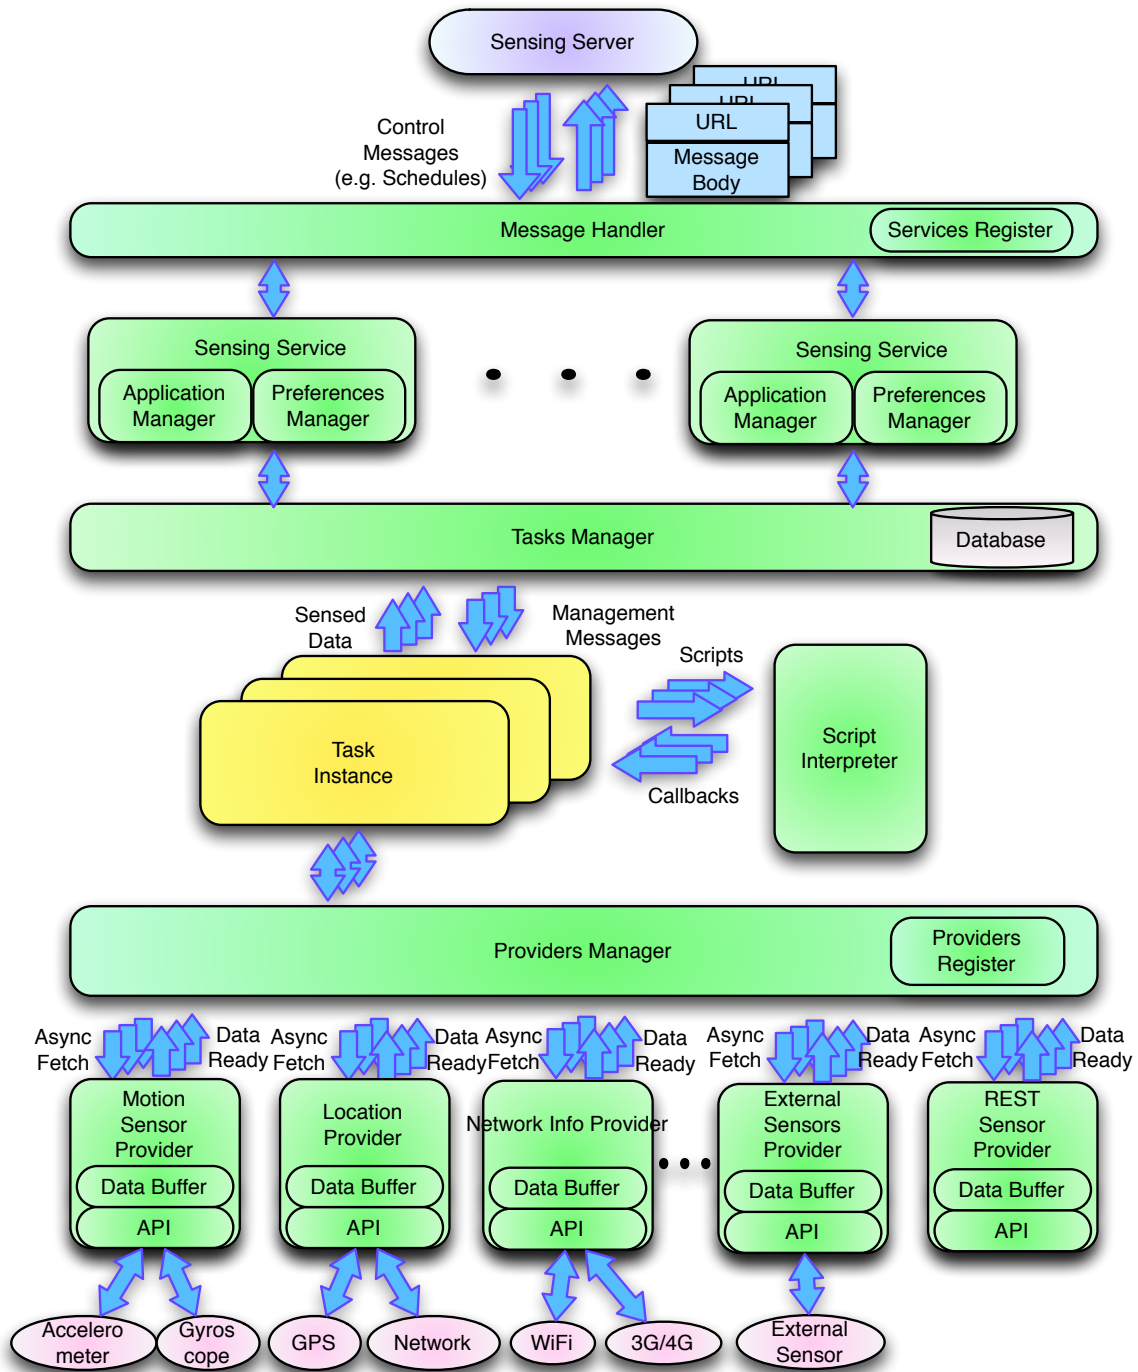 Sensing Server
URL
URL
URL
Message
Body
Control
Messages
(e.g. Schedules)
Message Handler
Services Register
Sensing Service
Application
Manager
Preferences
Manager
Sensing Service
Application
Manager
Preferences
Manager
Tasks Manager
Database
Sensed
Data
Management
Messages
Scripts
Task
Instance
Script
Interpreter
Callbacks
Providers Manager
Providers
Register
Async
Fetch
Data
Ready
Async
Fetch
Data
Ready
Async
Fetch
Data
Ready
Async
Fetch
Data
Ready
Async
Fetch
Data
Ready
Motion
Sensor
Provider
Data Buffer
API
Location
Provider
Data Buffer
API
Network Info Provider
Data Buffer
API
External
Sensors
Provider
Data Buffer
API
REST
Sensor
Provider
Data Buffer
API
Accelero
meter
Gyros
cope
GPS
Network
WiFi
3G/4G
External
Sensor